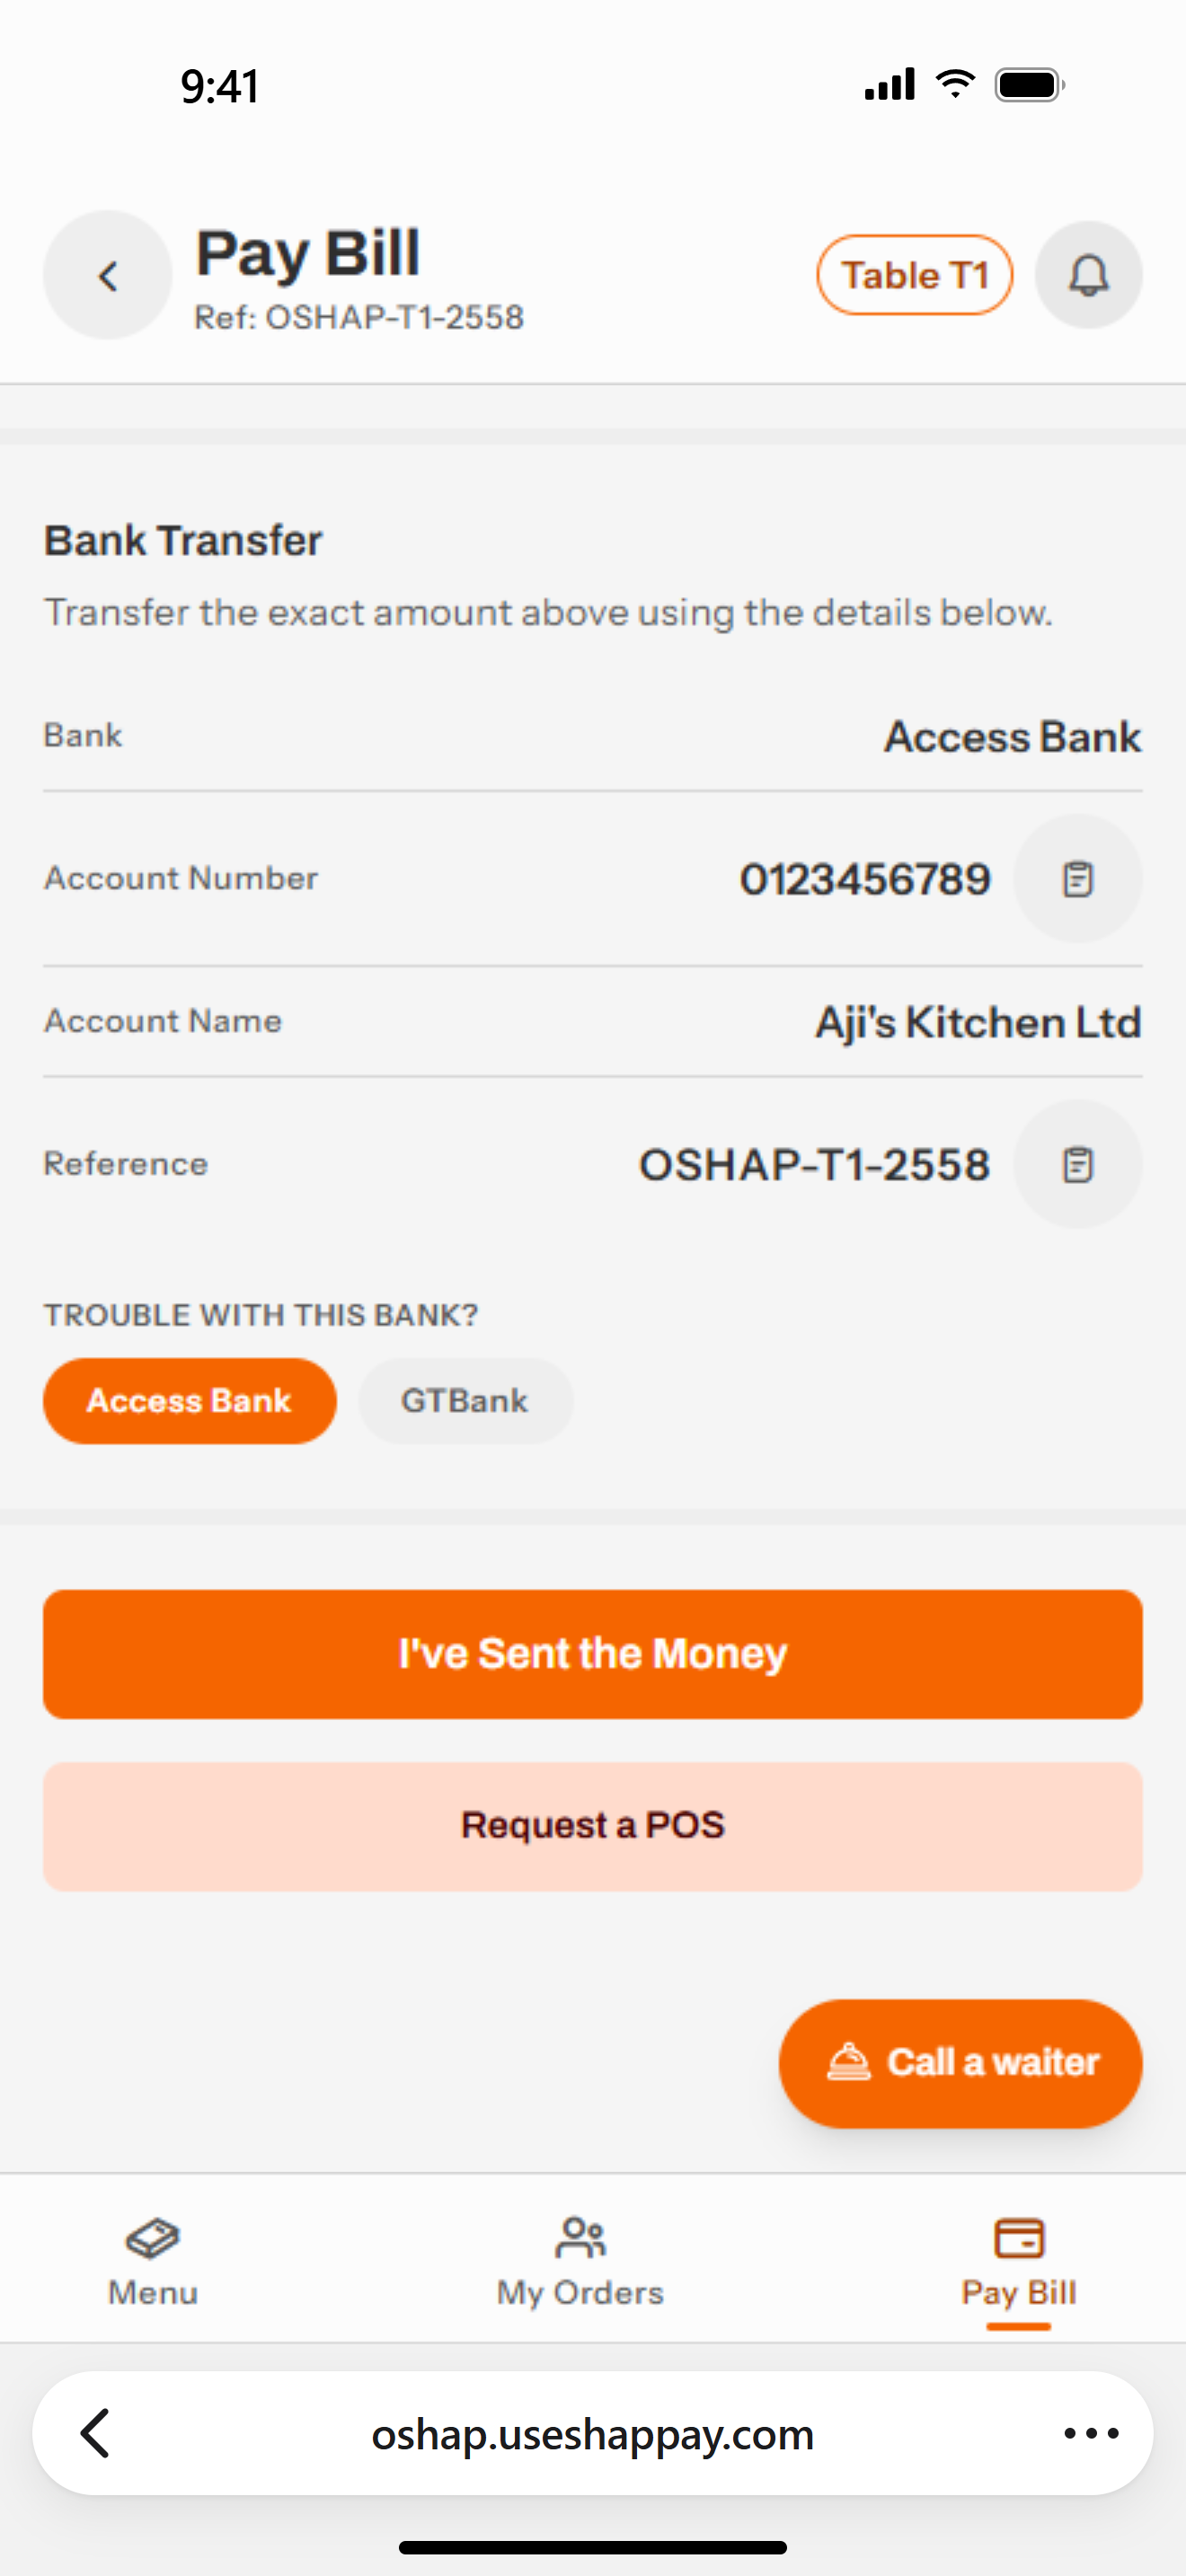 9:41
Pay Bill
Ref: OSHAP-T1-2558
Table T1
Bank Transfer
Transfer the exact amount above using the details below.
Bank
Access Bank
Account Number
0123456789
Account Name
Aji's Kitchen Ltd
Reference
OSHAP-T1-2558
TROUBLE WITH THIS BANK?
Access Bank
GTBank
I've Sent the Money
Request a POS
Call a waiter
Menu
My Orders
Pay Bill
oshap.useshappay.com